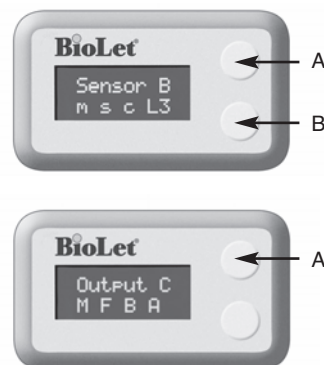 BioLet
Sensor B
m s c L3
A
B
BioLet
Output C
M F B A
A